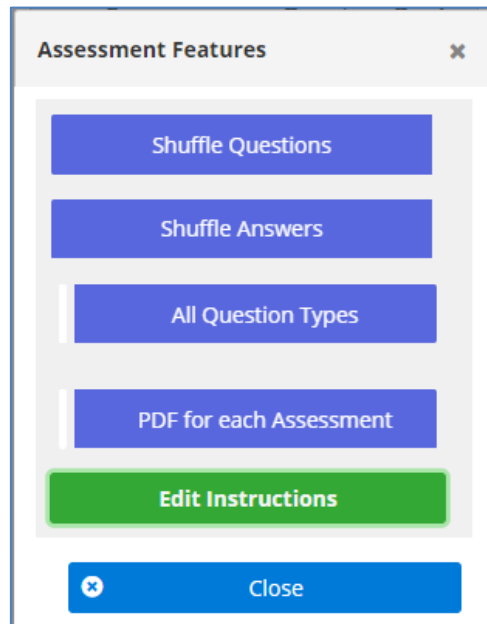 Assessment Features
Shuffle Questions
Shuffle Answers
All Question Types
PDF for each Assessment
Edit Instructions
Close